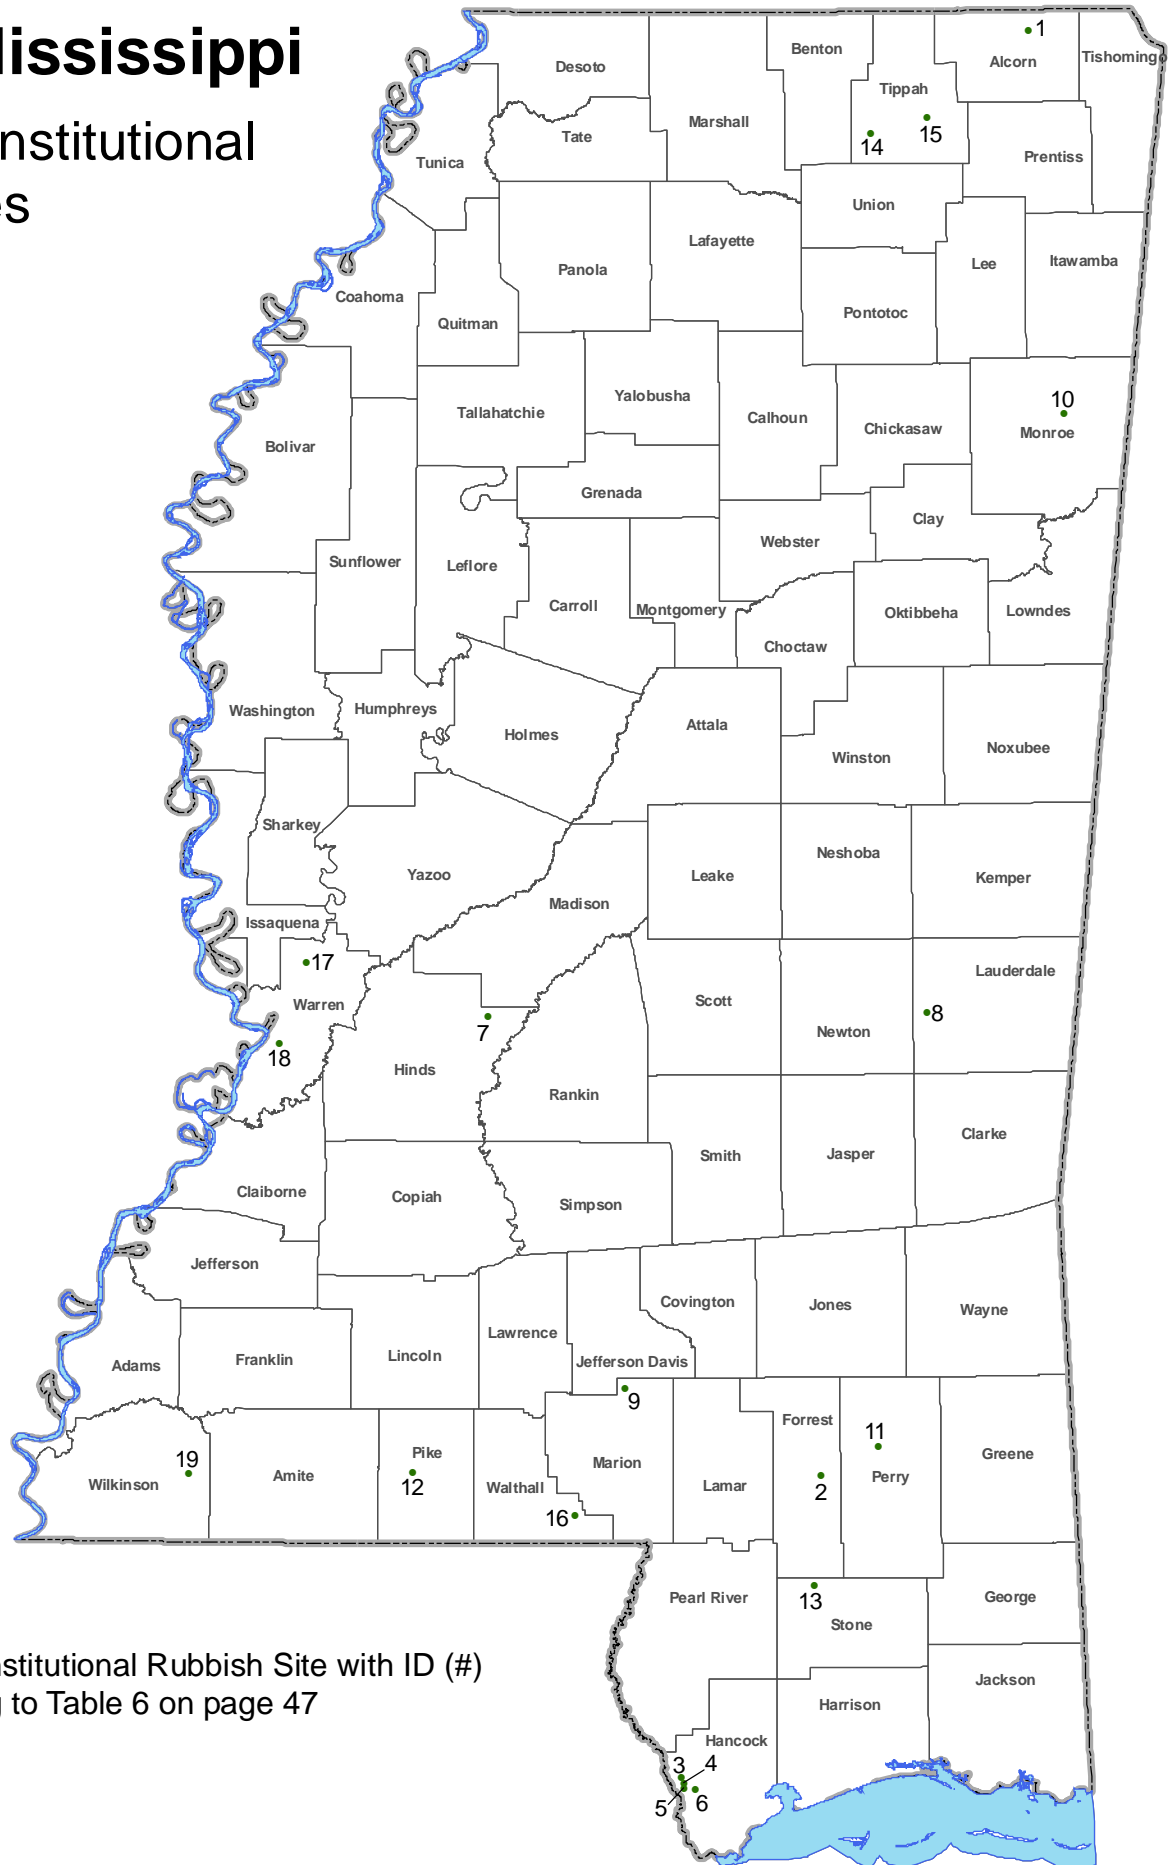 ississippi
nstitutional
es
1
Benton
Alcorn
Tishomingo
Desoto
Tippah
Marshall
Tate
14
15
Tunica
Prentiss
Union
Lafayette
Lee
Itawamba
Panola
Coahoma
Pontotoc
Quitman
Yalobusha
10
Tallahatchie
Calhoun
Chickasaw
Monroe
Bolivar
Grenada
Clay
Webster
Sunflower
Leflore
Carroll
Montgomery
Oktibbeha
Lowndes
Choctaw
Washington
Humphreys
Attala
Holmes
Winston
Noxubee
Sharkey
Neshoba
Yazoo
Leake
Kemper
Madison
Issaquena
17
Lauderdale
Warren
Scott
8
7
Newton
18
Hinds
Rankin
Clarke
Smith
Jasper
Claiborne
Copiah
Simpson
Jefferson
Covington
Jones
Wayne
Lawrence
Adams
Franklin
Lincoln
Jefferson Davis
9
Forrest
11
Pike
Greene
19
Marion
Wilkinson
Amite
12
Walthall
Lamar
2
Perry
16
Pearl River
13
George
Stone
nstitutional Rubbish Site with ID (#)
g to Table 6 on page 47
Jackson
Harrison
Hancock
3
4
5
6